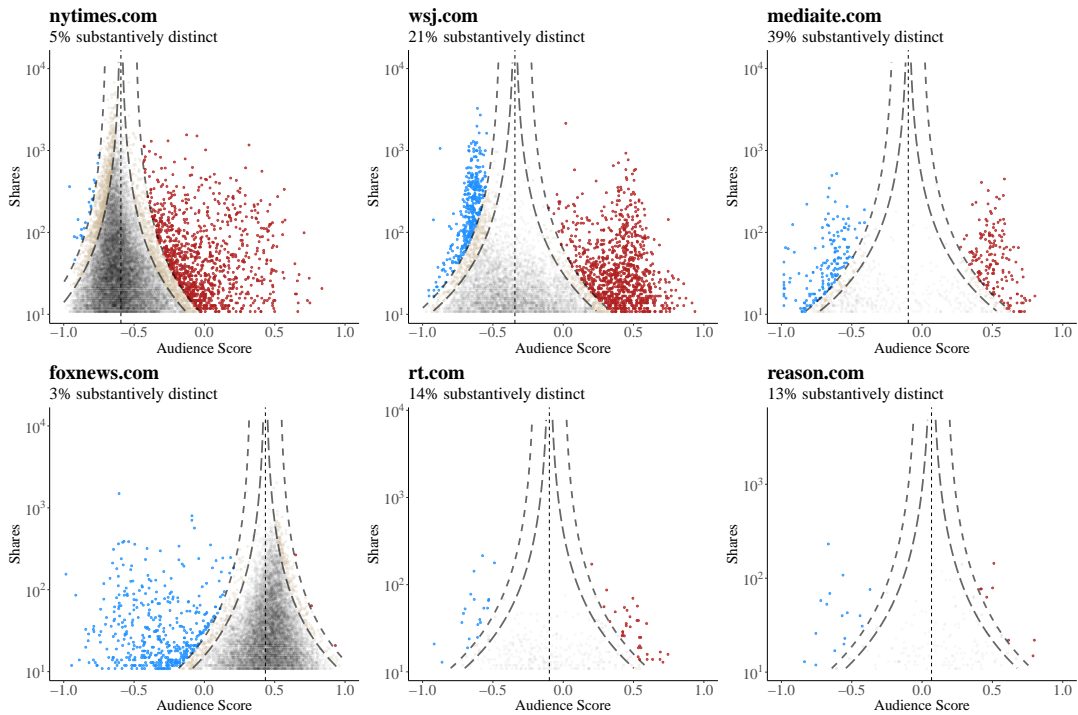 nytimes.com
5% substantively distinct
10⁴
10³
10²
10¹
Shares
−1.0 −0.5 0.0 0.5 1.0
Audience Score
wsj.com
21% substantively distinct
10⁴
10³
10²
10¹
Shares
−1.0 −0.5 0.0 0.5 1.0
Audience Score
mediaite.com
39% substantively distinct
10⁴
10³
10²
10¹
Shares
−1.0 −0.5 0.0 0.5 1.0
Audience Score
foxnews.com
3% substantively distinct
10⁴
10³
10²
10¹
Shares
−1.0 −0.5 0.0 0.5 1.0
Audience Score
rt.com
14% substantively distinct
10⁴
10³
10²
10¹
Shares
−1.0 −0.5 0.0 0.5 1.0
Audience Score
reason.com
13% substantively distinct
10³
10²
10¹
Shares
−1.0 −0.5 0.0 0.5 1.0
Audience Score